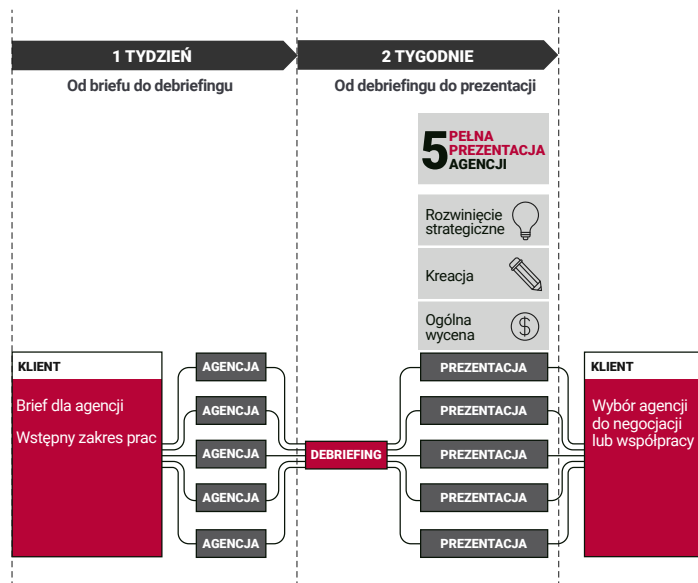 1 TYDZIEŃ
2 TYGODNIE
Od briefu do debriefingu
Od debriefingu do prezentacji
5 PEŁNA
PREZENTACJA
AGENCJI
Rozwinięcie
strategiczne
Kreacja
Ogólna
wycena
$
KLIENT
Brief dla agencji
Wstępny zakres prac
AGENCJA
AGENCJA
AGENCJA
AGENCJA
AGENCJA
DEBRIEFING
PREZENTACJA
PREZENTACJA
PREZENTACJA
PREZENTACJA
PREZENTACJA
KLIENT
Wybór agencji
do negocjacji
lub współpracy